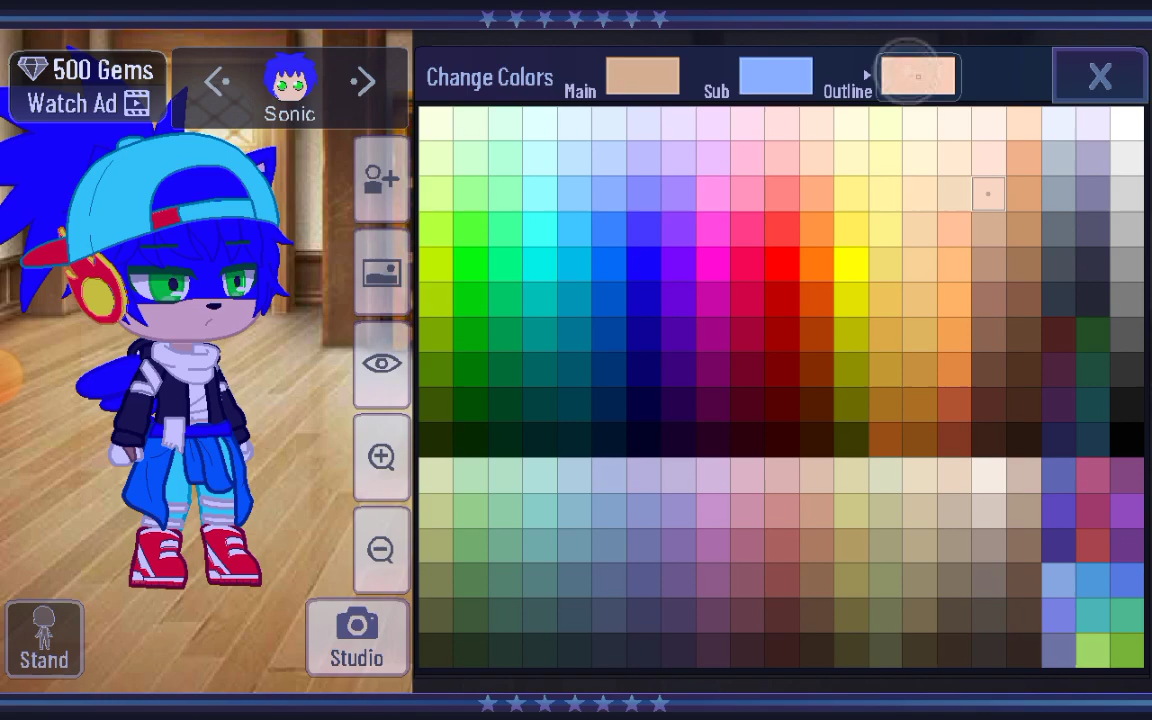 500 Gems
Watch Ad
Sonic
Change Colors
Main
Sub
Outline
X
Stand
Studio